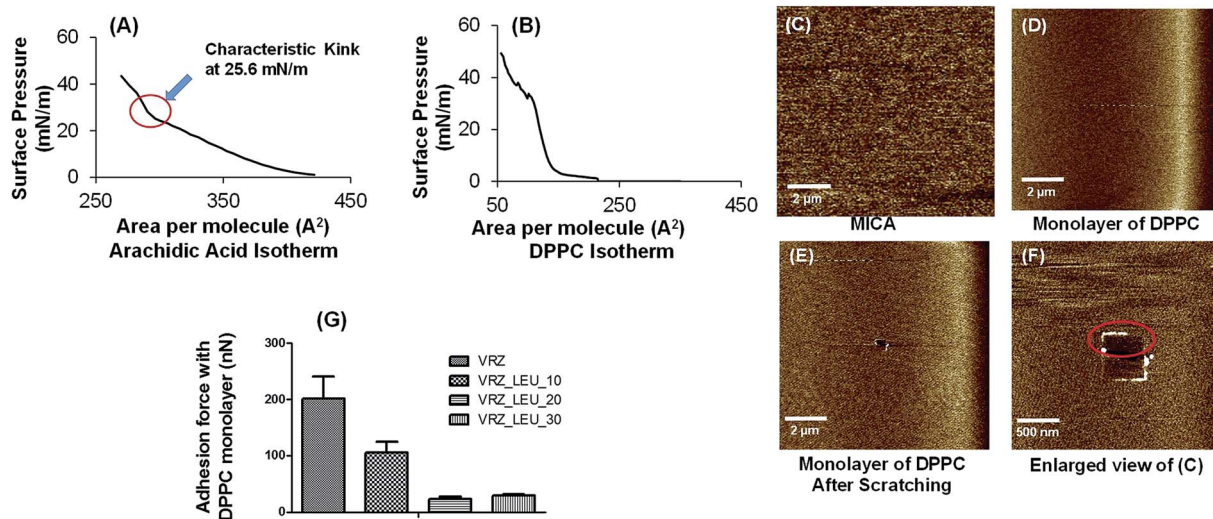 (A)
Characteristic Kink
at 25.6 mN/m
Surface Pressure
(mN/m)
60
40
20
0
250
350
450
Area per molecule (A²)
Arachidic Acid Isotherm
(B)
Surface Pressure
(mN/m)
60
40
20
0
50
250
450
Area per molecule (A²)
DPPC Isotherm
(C)
2 µm
MICA
(D)
2 µm
Monolayer of DPPC
(E)
2 µm
Monolayer of DPPC
After Scratching
(F)
500 nm
Enlarged view of (C)
(G)
Adhesion force with
DPPC monolayer (nN)
300
200
100
0
VRZ
VRZ_LEU_10
VRZ_LEU_20
VRZ_LEU_30